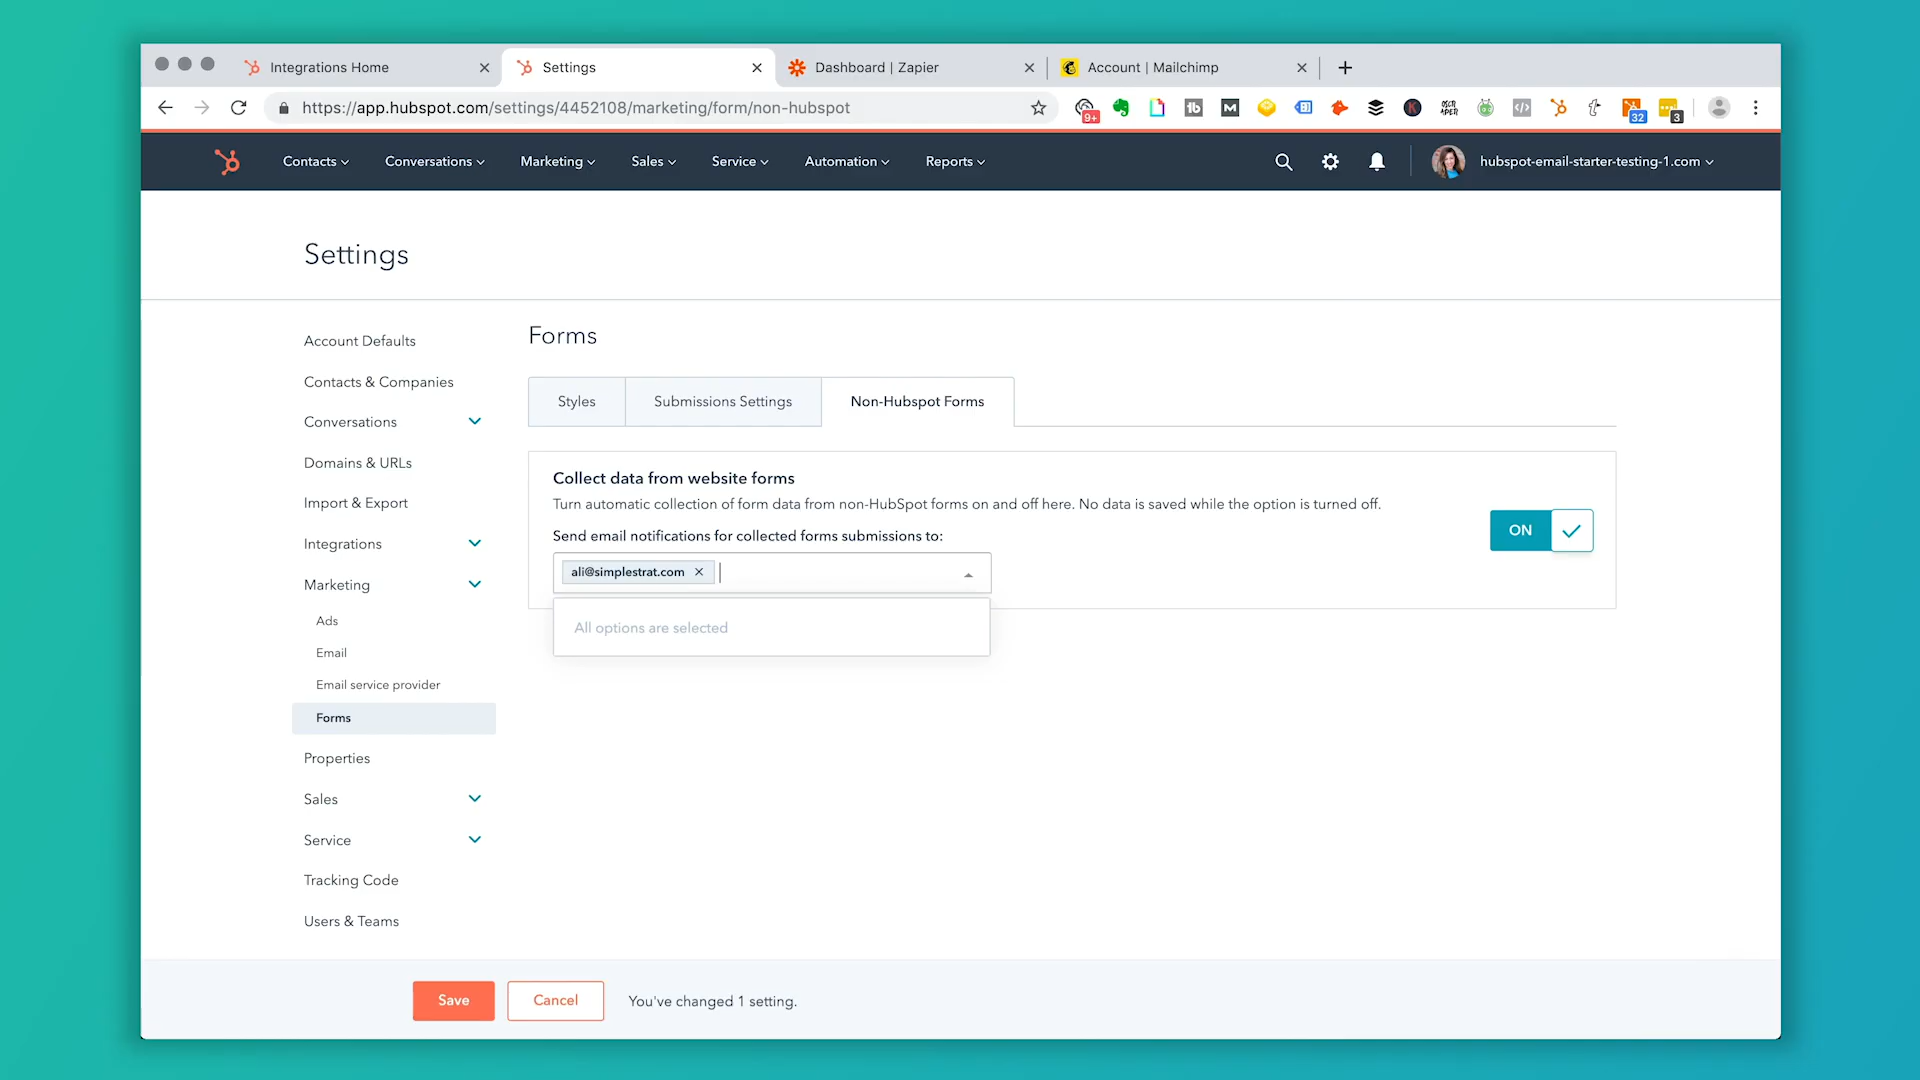 Integrations Home
Settings
Dashboard | Zapier
Account | Mailchimp
https://app.hubspot.com/settings/4452108/marketing/form/non-hubspot
9+
32
3
Contacts
Conversations
Marketing
Sales
Service
Automation
Reports
hubspot-email-starter-testing-1.com
Settings
Account Defaults
Contacts & Companies
Conversations
Domains & URLs
Import & Export
Integrations
Marketing
Ads
Email
Email service provider
Forms
Properties
Sales
Service
Tracking Code
Users & Teams
Forms
Styles
Submissions Settings
Non-Hubspot Forms
Collect data from website forms
Turn automatic collection of form data from non-HubSpot forms on and off here. No data is saved while the option is turned off.
Send email notifications for collected forms submissions to:
ali@simplestrat.com
All options are selected
ON
Save
Cancel
You've changed 1 setting.